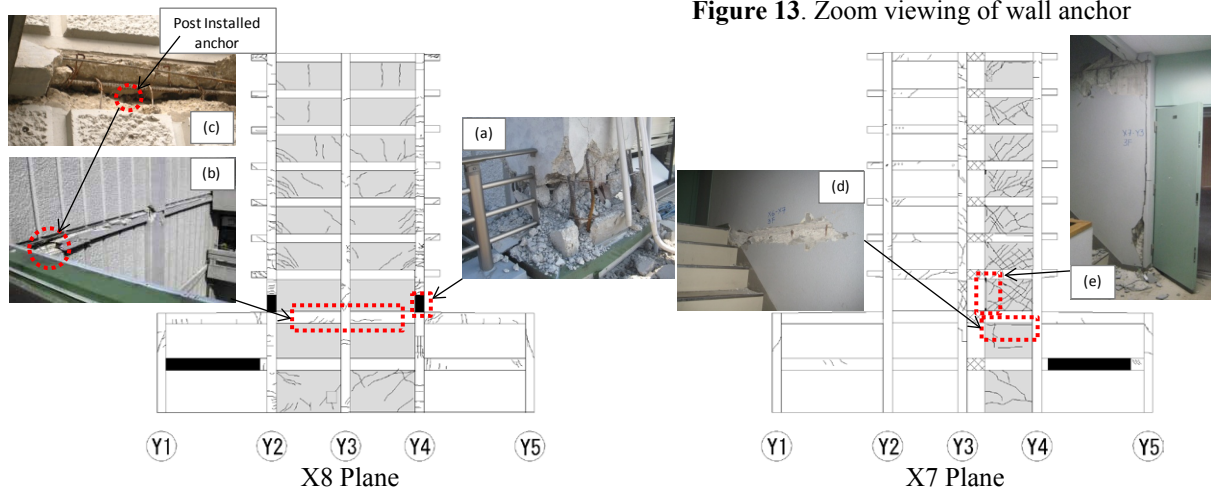 Figure 13. Zoom viewing of wall anchor
Post Installed
anchor
(c)
(b)
(a)
(d)
(e)
Y1
Y2
Y3
Y4
Y5
X8 Plane
Y1
Y2
Y3
Y4
Y5
X7 Plane